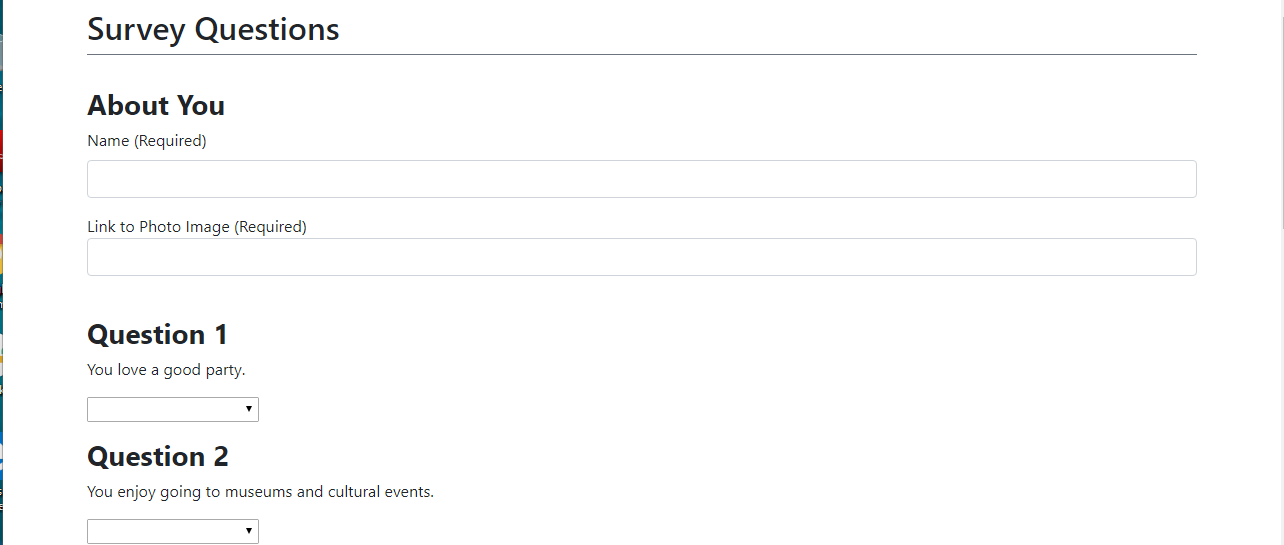 Survey Questions
About You
Name (Required)
Link to Photo Image (Required)
Question 1
You love a good party.
Question 2
You enjoy going to museums and cultural events.